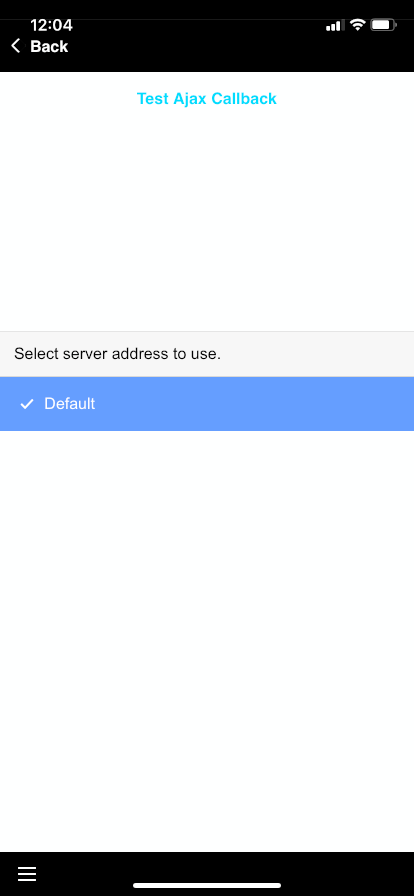 12:04
Back
Test Ajax Callback
Select server address to use.
Default